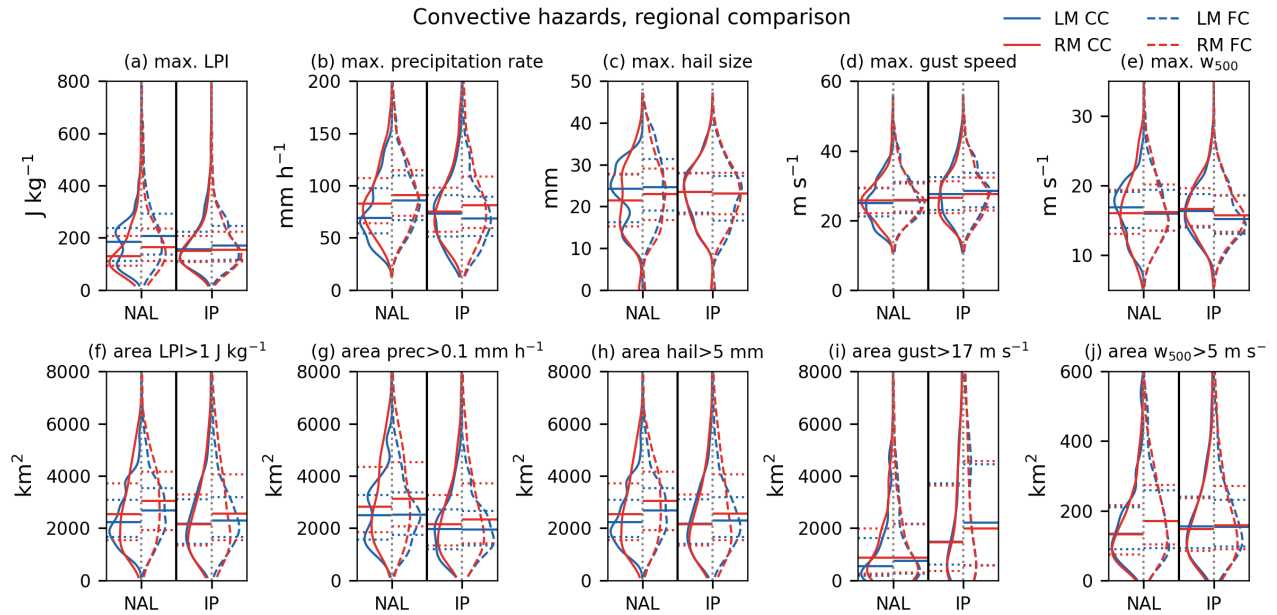 Convective hazards, regional comparison
LM CC
LM FC
RM CC
RM FC
(a) max. LPI
(b) max. precipitation rate
(c) max. hail size
(d) max. gust speed
(e) max. w₅₀₀
J kg⁻¹
800
600
400
200
0
NAL
IP
mm h⁻¹
200
150
100
50
0
NAL
IP
mm
50
40
30
20
10
0
NAL
IP
m s⁻¹
60
40
20
0
NAL
IP
m s⁻¹
30
20
10
NAL
IP
(f) area LPI>1 J kg⁻¹
(g) area prec>0.1 mm h⁻¹
(h) area hail>5 mm
(i) area gust>17 m s⁻¹
(j) area w₅₀₀>5 m s⁻
km²
8000
6000
4000
2000
0
NAL
IP
km²
8000
6000
4000
2000
0
NAL
IP
km²
8000
6000
4000
2000
0
NAL
IP
km²
8000
6000
4000
2000
0
NAL
IP
km²
600
400
200
0
NAL
IP